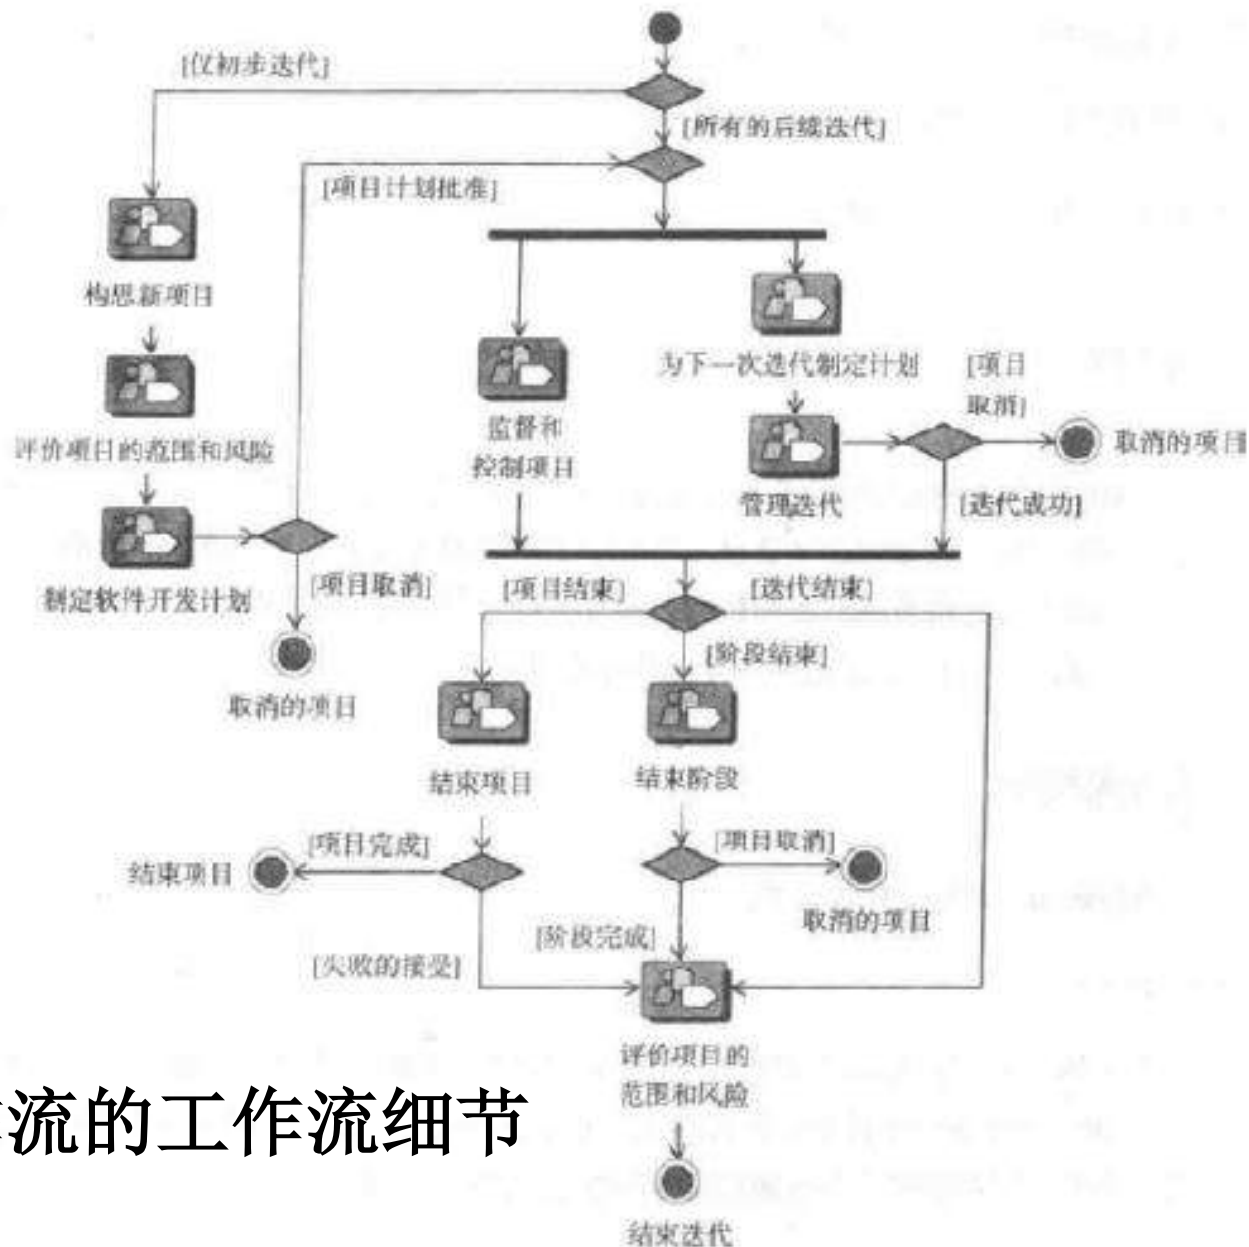 [仅初步迭代]
[所有的后续迭代]
[项目计划批准]
构思新项目
为下一次迭代制定计划
[项目
取消]
监督和
控制项目
评价项目的范围和风险
取消的项目
管理迭代
[迭代成功]
制定软件开发计划
[项目取消]
[项目结束]
[迭代结束]
[阶段结束]
取消的项目
结束项目
结束阶段
[项目完成]
[项目取消]
结束项目
取消的项目
[阶段完成]
[失败的接受]
评价项目的
范围和风险
流的工作流细节
结束迭代